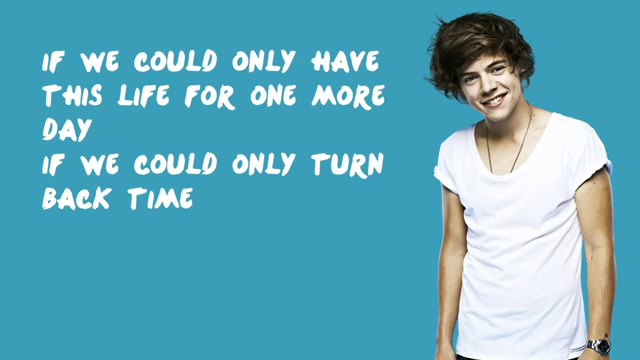 IF WE COULD ONLY HAVE
THIS LIFE FOR ONE MORE
DAY
IF WE COULD ONLY TURN
BACK TIME